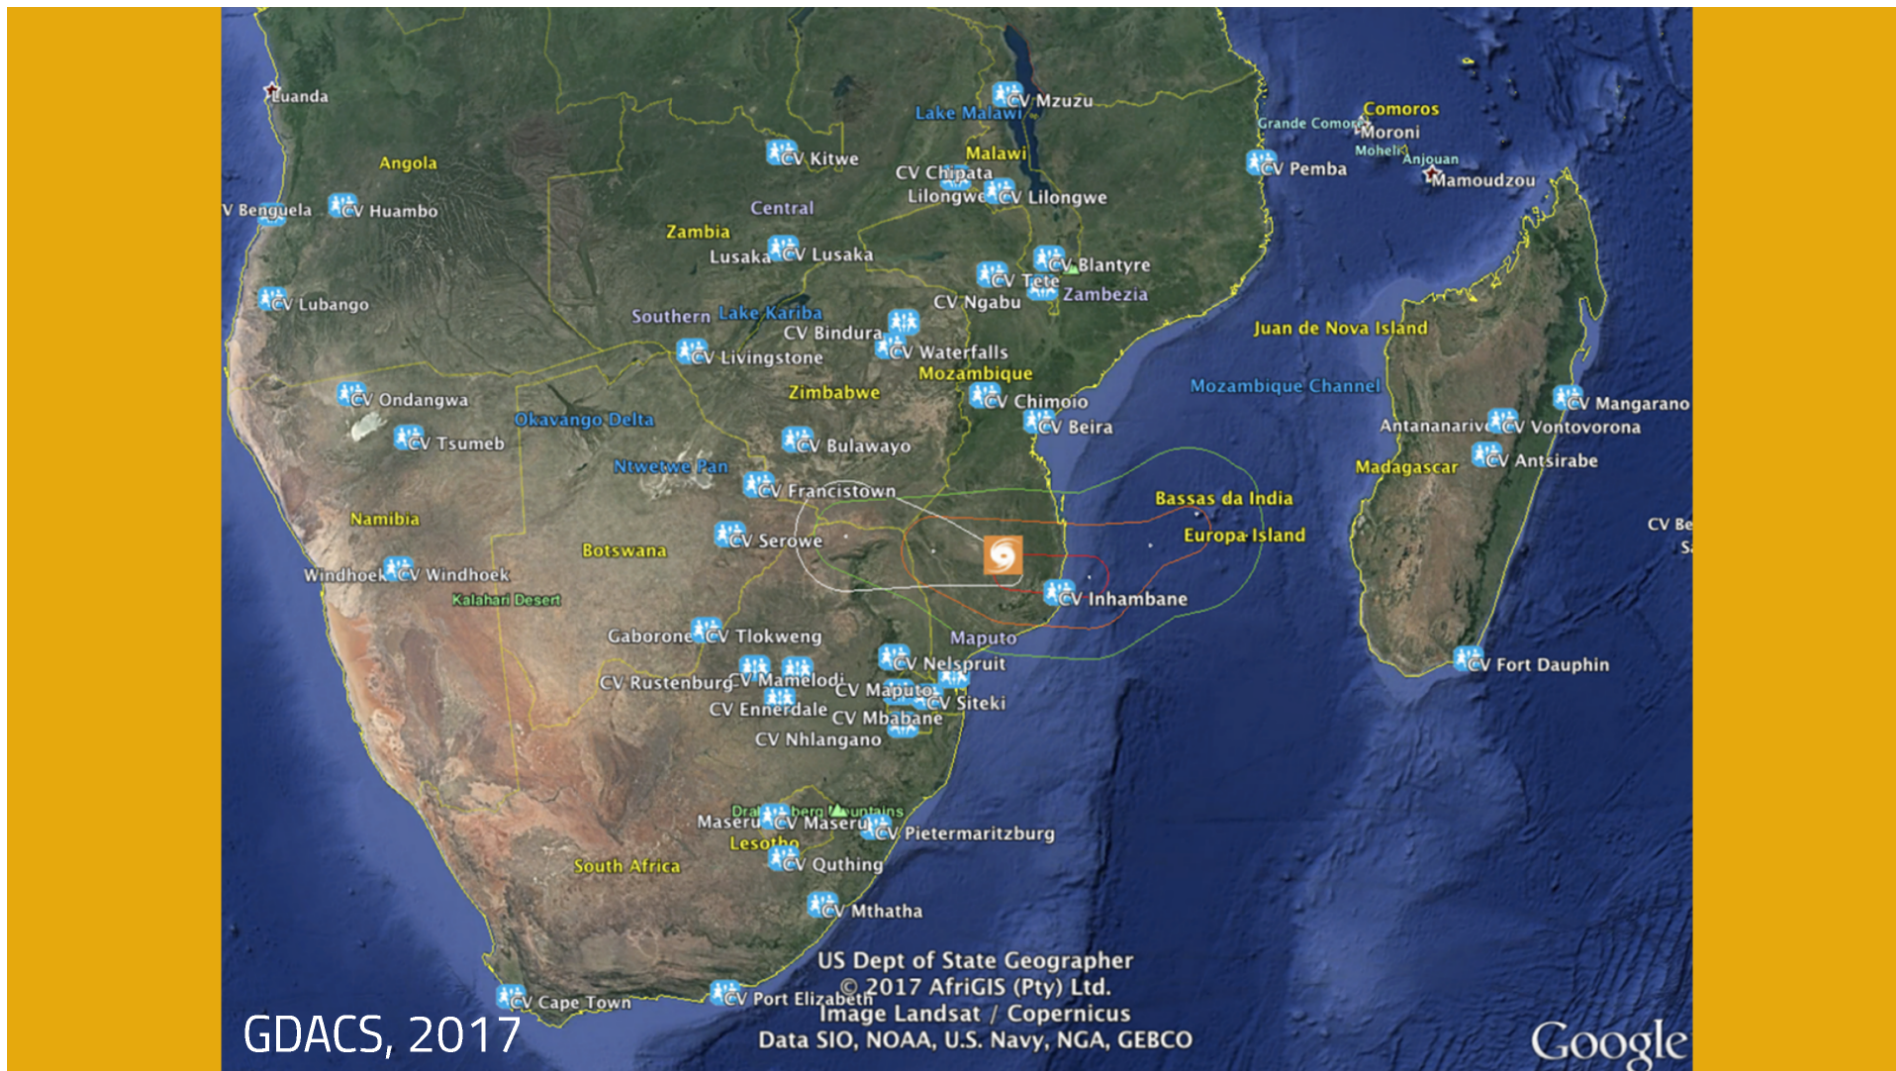 Luanda
CV Mzuzu
Lake Malawi
Comoros
Grande Comore
Moroni
Moheli
Anjouan
Mamoudzou
Angola
CV Kitwe
Malawi
CV Chipata
CV Pemba
Lilongwe
CV Lilongwe
V Benguela
CV Huambo
Central
Zambia
Lusaka
CV Lusaka
CV Blantyre
CV Tete
CV Ngabu
Zambezia
CV Lubango
Southern
Lake Kariba
CV Bindura
Juan de Nova Island
CV Livingstone
CV Waterfalls
Mozambique
Mozambique Channel
Zimbabwe
CV Ondangwa
CV Chimoio
CV Mangarano
Okavango Delta
CV Beira
Antananarivo
CV Vontovorona
CV Tsumeb
CV Bulawayo
Ntwetwe Pan
Madagascar
CV Antsirabe
CV Francistown
Bassas da India
Namibia
CV Be
Europa Island
CV Serowe
Botswana
S
Windhoek
CV Windhoek
Kalahari Desert
CV Inhambane
Gaborone
CV Tlokweng
Maputo
CV Nelspruit
CV Fort Dauphin
CV Rustenburg
CV Mamelodi
CV Maputo
CV Siteki
CV Ennerdale
CV Mbabane
CV Nhlangano
Dra berg Mountains
Maseru
CV Maseru
CV Pietermaritzburg
Lesotho
South Africa
CV Quthing
CV Mthatha
US Dept of State Geographer
© 2017 AfriGIS (Pty) Ltd.
CV Cape Town
CV Port Elizabeth
Image Landsat / Copernicus
Data SIO, NOAA, U.S. Navy, NGA, GEBCO
GDACS, 2017
Google